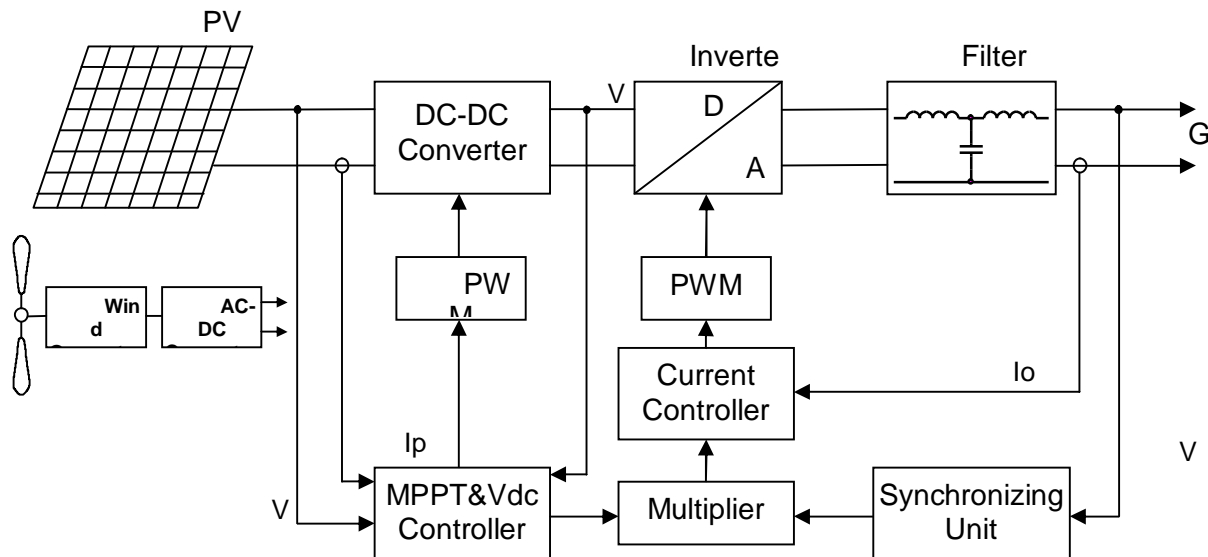 PV
Inverte
Filter
DC-DC
Converter
V
D
A
G
PW
M
PWM
Win
d
AC-
DC
Current
Controller
Io
Ip
V
MPPT&Vdc
Controller
V
Multiplier
Synchronizing
Unit